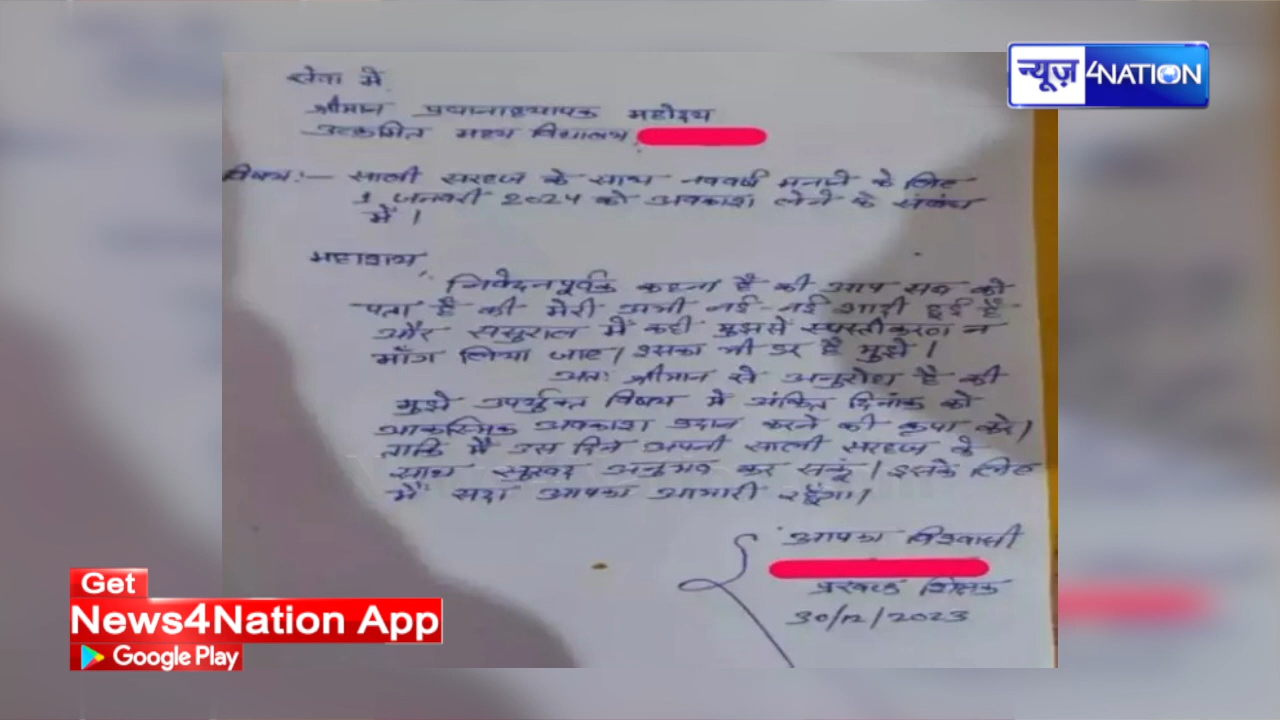 न्यूज़ 4NATION
सेवा में
श्रीमान प्रधानाध्यापक महोदय
उत्क्रमित मध्य विद्यालय,
विषय:- साली सरहज के साथ नववर्ष मनाने के लिए
1 जनवरी 2024 को अवकाश लेने के संबंध
में।
महाशय,
निवेदनपूर्वक कहना है की आप सब को
पता है की मेरी अभी नई-नई शादी हुई है
और ससुराल में कही मुझसे स्पस्तीकरण न
माँग लिया जाए। इसका भी डर है मुझे।
अतः श्रीमान से अनुरोध है की
मुझे उपर्युक्त विषय में अंकित दिनांक को
आकस्मिक अवकाश प्रदान करने की कृपा करे।
ताकि मैं उस दिन अपनी साली सरहज के
साथ सुखद अनुभव कर सकूं। इसके लिए
मैं सदा आपका आभारी रहूँगा।
आपका विश्वासी
शिक्षक
30/12/2023
Get
News4Nation App
Google Play